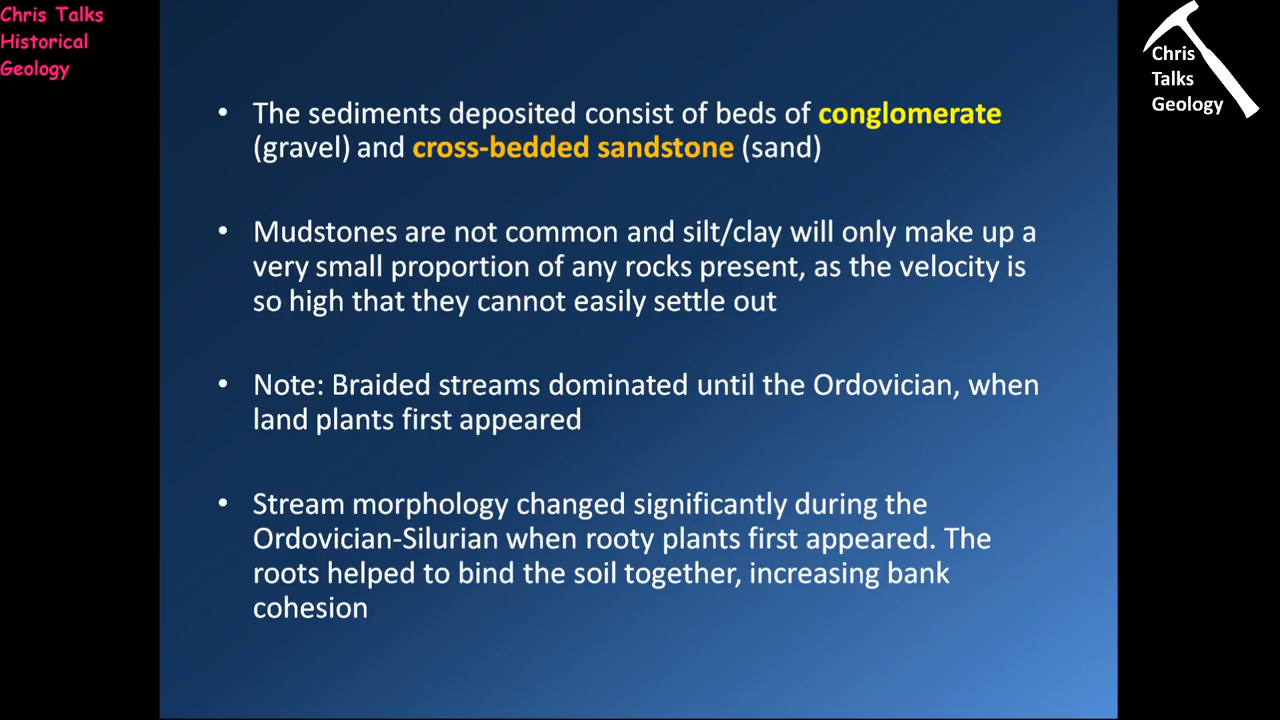 Chris Talks
Historical
Geology
Chris
Talks
Geology
• The sediments deposited consist of beds of conglomerate
(gravel) and cross-bedded sandstone (sand)
• Mudstones are not common and silt/clay will only make up a
very small proportion of any rocks present, as the velocity is
so high that they cannot easily settle out
• Note: Braided streams dominated until the Ordovician, when
land plants first appeared
• Stream morphology changed significantly during the
Ordovician-Silurian when rooty plants first appeared. The
roots helped to bind the soil together, increasing bank
cohesion